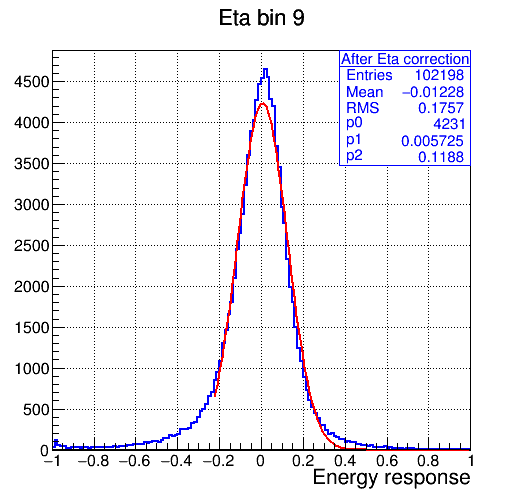 Eta bin 9
After Eta correction
Entries 102198
Mean −0.01228
RMS 0.1757
p0 4231
p1 0.005725
p2 0.1188
4500
4000
3500
3000
2500
2000
1500
1000
500
0
−1 −0.8 −0.6 −0.4 −0.2 0 0.2 0.4 0.6 0.8 1
Energy response